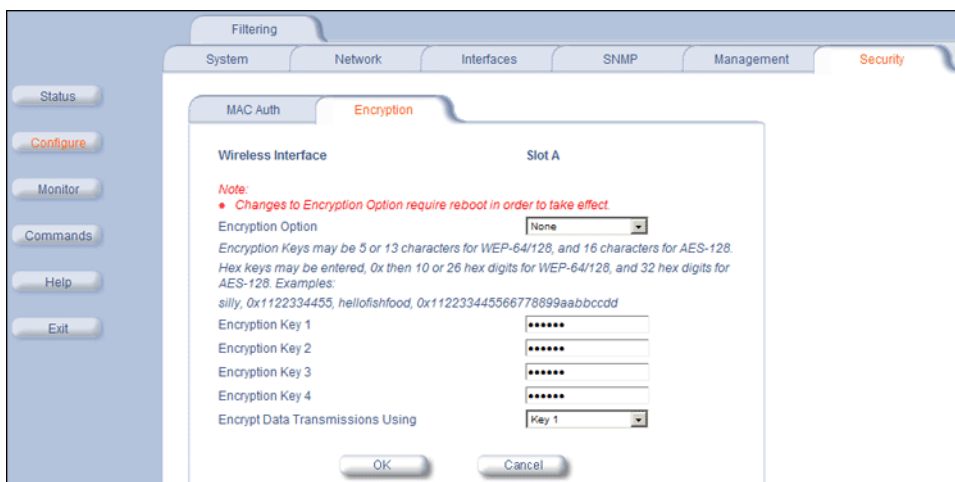 Filtering
System Network Interfaces SNMP Management Security
Status
Configure
Monitor
Commands
Help
Exit
MAC Auth Encryption
Wireless Interface Slot A
Note:
• Changes to Encryption Option require reboot in order to take effect.
Encryption Option None
Encryption Keys may be 5 or 13 characters for WEP-64/128, and 16 characters for AES-128.
Hex keys may be entered, 0x then 10 or 26 hex digits for WEP-64/128, and 32 hex digits for
AES-128. Examples:
silly, 0x1122334455, hellofishfood, 0x112233445566778899aabbccdd
Encryption Key 1 ••••••
Encryption Key 2 ••••••
Encryption Key 3 ••••••
Encryption Key 4 ••••••
Encrypt Data Transmissions Using Key 1
OK Cancel